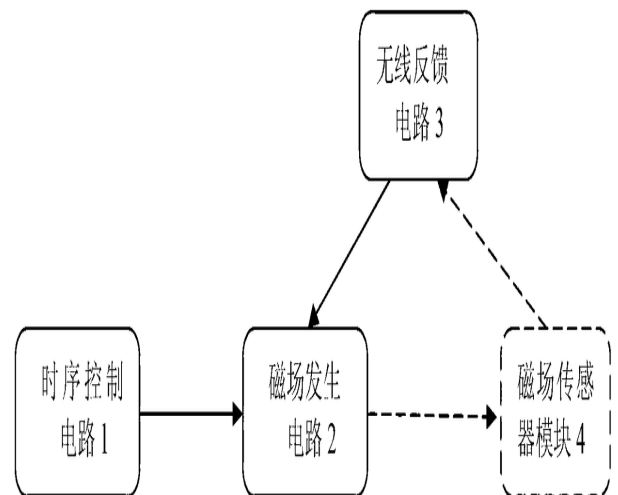 无线反馈
电路 3
时序控制
电路 1
磁场发生
电路 2
磁场传感
器模块 4